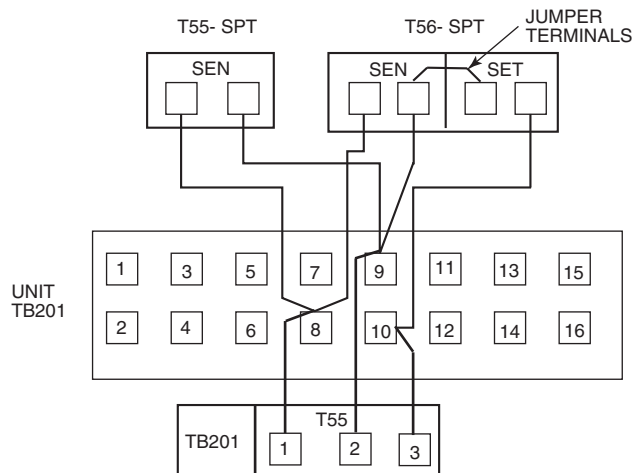 T55- SPT
T56-SPT
JUMPER
TERMINALS
SEN
SEN
SET
UNIT
TB201
1 3 5 7 9 11 13 15
2 4 6 8 10 12 14 16
TB201
T55
1 2 3